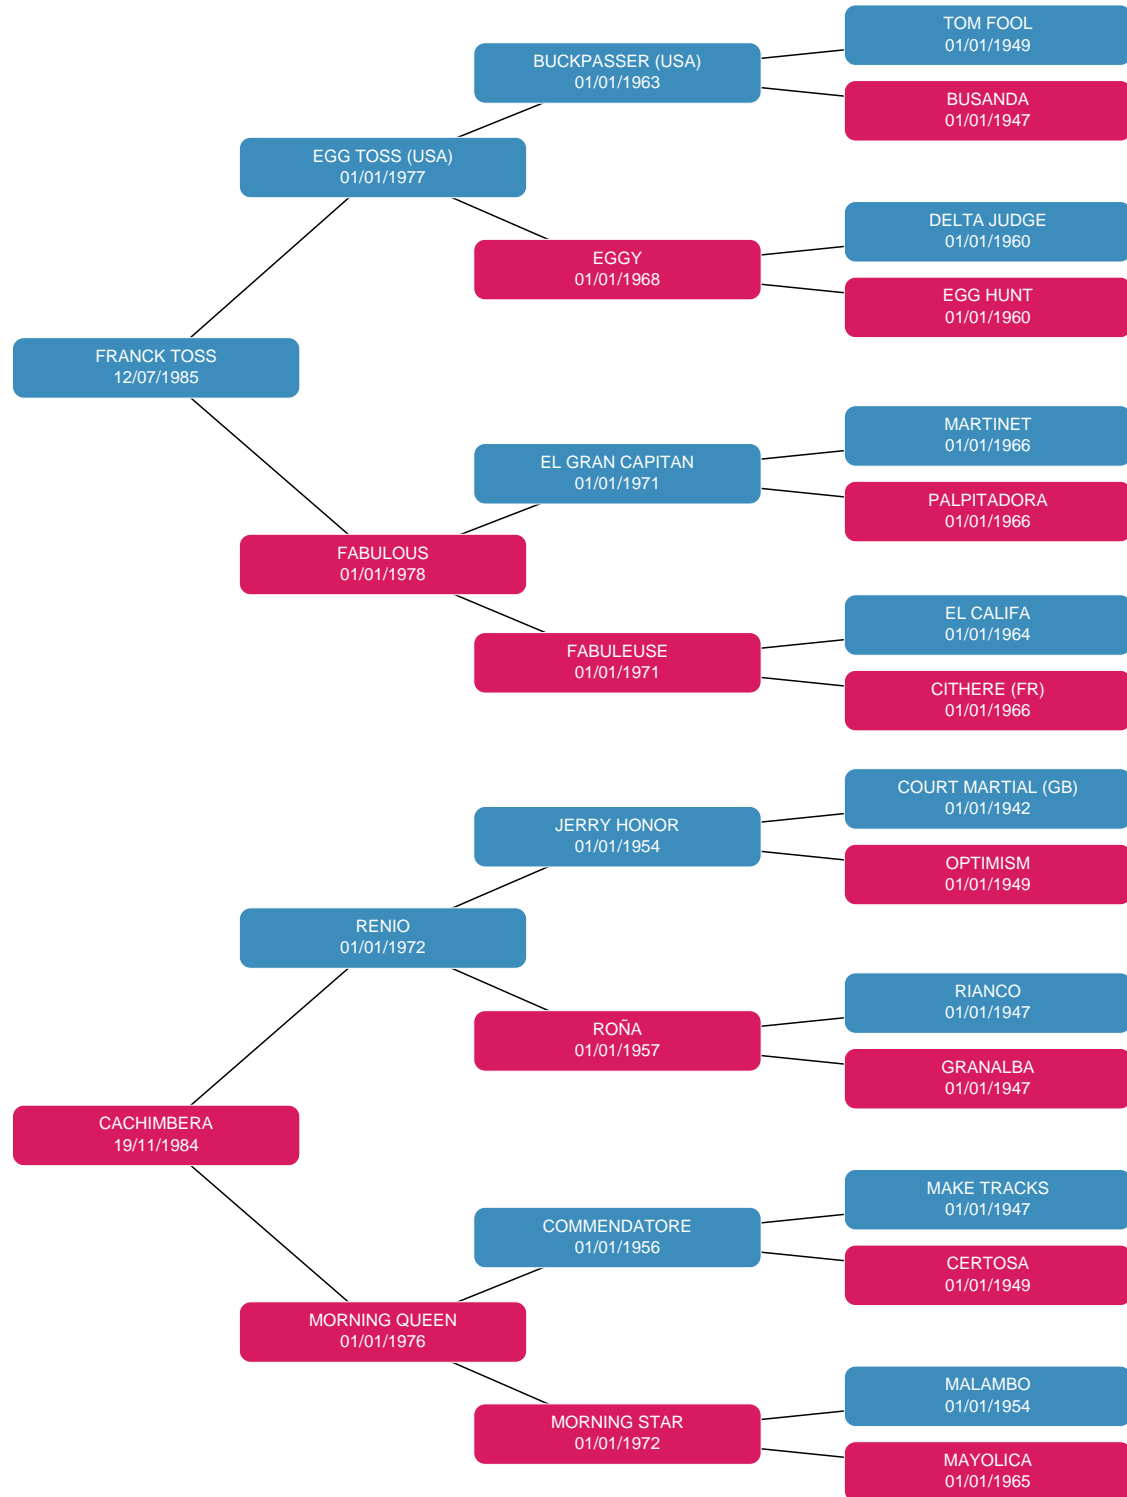 TOM FOOL
01/01/1949
BUCKPASSER (USA)
01/01/1963
BUSANDA
01/01/1947
EGG TOSS (USA)
01/01/1977
DELTA JUDGE
01/01/1960
EGGY
01/01/1968
EGG HUNT
01/01/1960
FRANCK TOSS
12/07/1985
MARTINET
01/01/1966
EL GRAN CAPITAN
01/01/1971
PALPITADORA
01/01/1966
FABULOUS
01/01/1978
EL CALIFA
01/01/1964
FABULEUSE
01/01/1971
CITHERE (FR)
01/01/1966
COURT MARTIAL (GB)
01/01/1942
JERRY HONOR
01/01/1954
OPTIMISM
01/01/1949
RENIO
01/01/1972
RIANCO
01/01/1947
ROÑA
01/01/1957
GRANALBA
01/01/1947
CACHIMBERA
19/11/1984
MAKE TRACKS
01/01/1947
COMMENDATORE
01/01/1956
CERTOSA
01/01/1949
MORNING QUEEN
01/01/1976
MALAMBO
01/01/1954
MORNING STAR
01/01/1972
MAYOLICA
01/01/1965